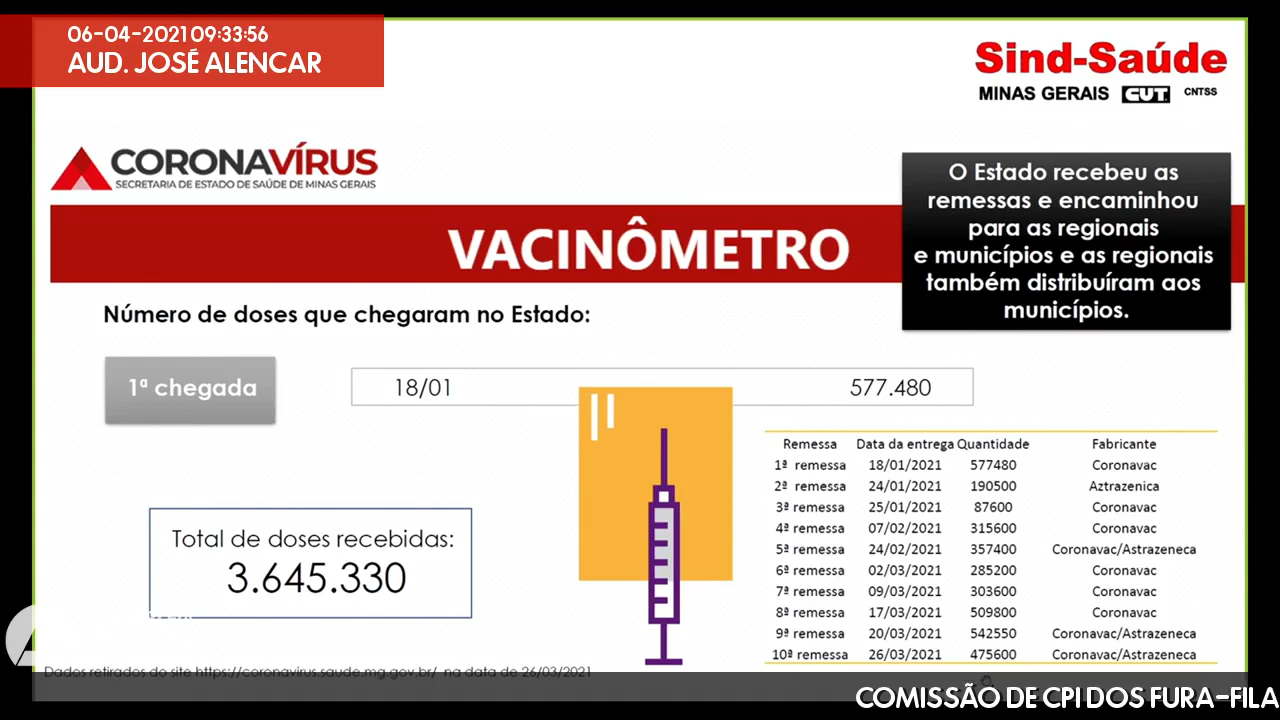 06-04-2021 09:33:56
AUD. JOSÉ ALENCAR
Sind-Saúde
MINAS GERAIS CUT CNTSS
CORONAVÍRUS
SECRETARIA DE ESTADO DE SAÚDE DE MINAS GERAIS
O Estado recebeu as
remessas e encaminhou
para as regionais
e municípios e as regionais
também distribuíram aos
municípios.
VACINÔMETRO
Número de doses que chegaram no Estado:
1ª chegada
18/01 577.480
Total de doses recebidas:
3.645.330
Remessa Data da entrega Quantidade Fabricante
1ª remessa 18/01/2021 577480 Coronavac
2ª remessa 24/01/2021 190500 Aztrazenica
3ª remessa 25/01/2021 87600 Coronavac
4ª remessa 07/02/2021 315600 Coronavac
5ª remessa 24/02/2021 357400 Coronavac/Astrazeneca
6ª remessa 02/03/2021 285200 Coronavac
7ª remessa 09/03/2021 303600 Coronavac
8ª remessa 17/03/2021 509800 Coronavac
9ª remessa 20/03/2021 542550 Coronavac/Astrazeneca
10ª remessa 26/03/2021 475600 Coronavac/Astrazeneca
Dados retirados do site https://coronavirus.saude.mg.gov.br/ na data de 26/03/2021
COMISSÃO DE CPI DOS FURA-FILA